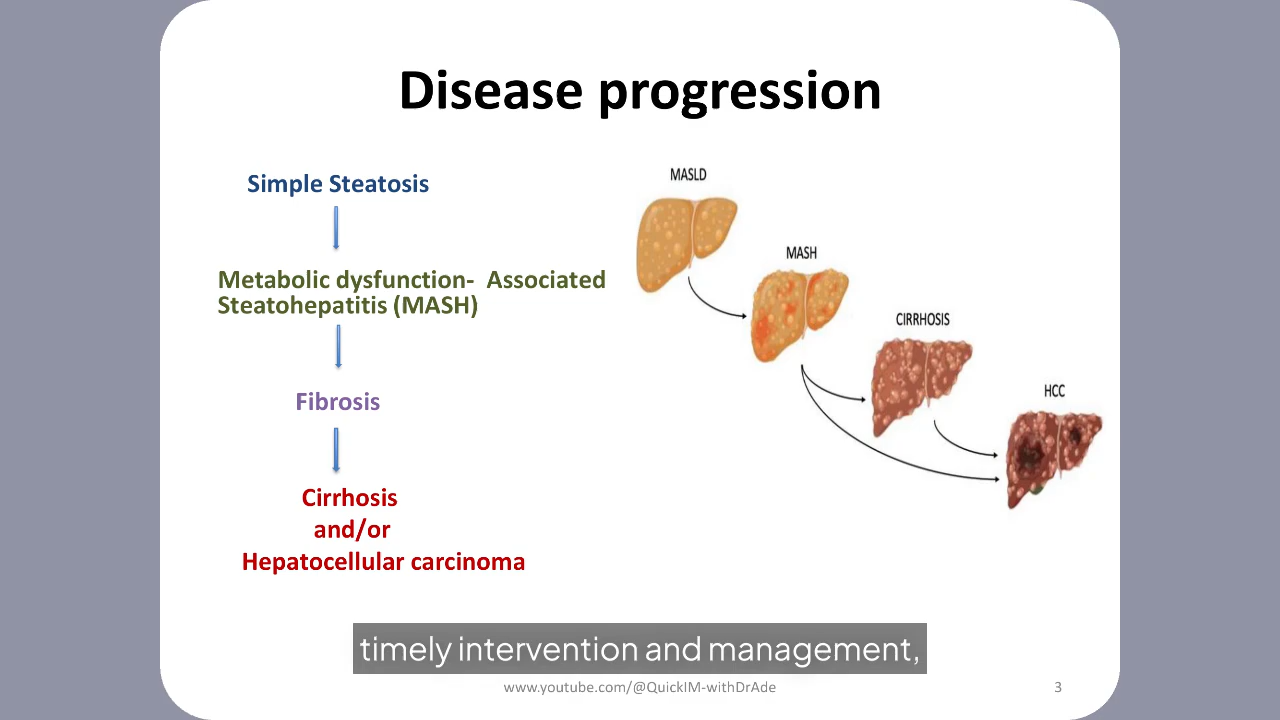 Disease progression
Simple Steatosis
Metabolic dysfunction- Associated
Steatohepatitis (MASH)
Fibrosis
Cirrhosis
and/or
Hepatocellular carcinoma
MASLD
MASH
CIRRHOSIS
HCC
timely intervention and management,
www.youtube.com/@QuickIM-withDrAde
3